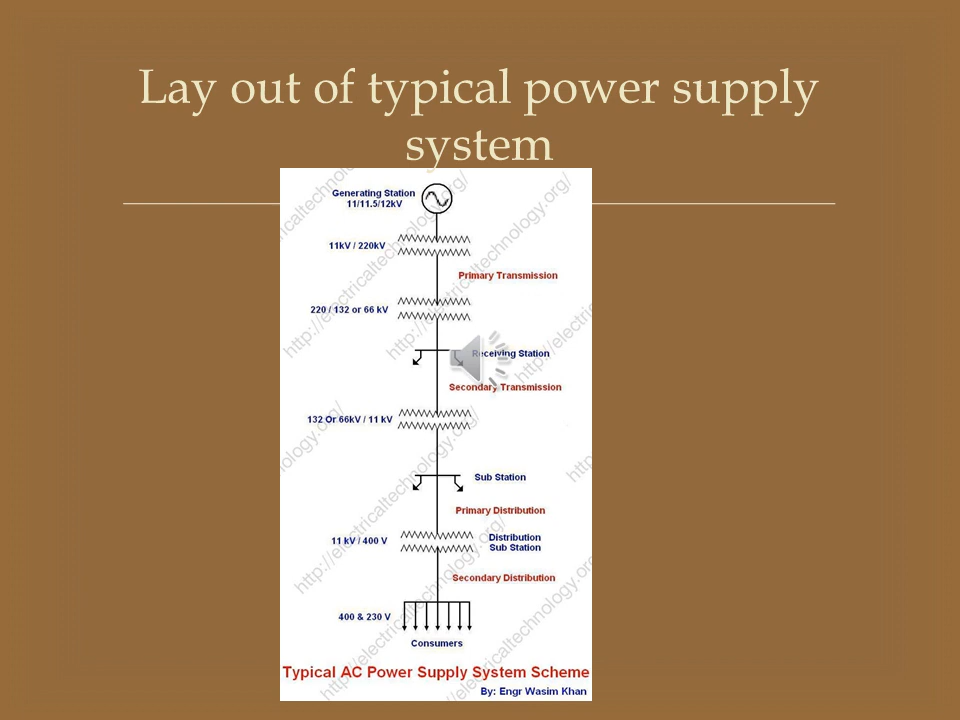 Lay out of typical power supply
system
Generating Station
11/11.5/12kV
11kV / 220kV
Primary Transmission
220 / 132 or 66 kV
Receiving Station
Secondary Transmission
132 Or 66kV / 11 kV
Sub Station
Primary Distribution
11 kV / 400 V
Distribution
Sub Station
Secondary Distribution
400 & 230 V
Consumers
Typical AC Power Supply System Scheme
By: Engr Wasim Khan
http://electricaltechnology.org/